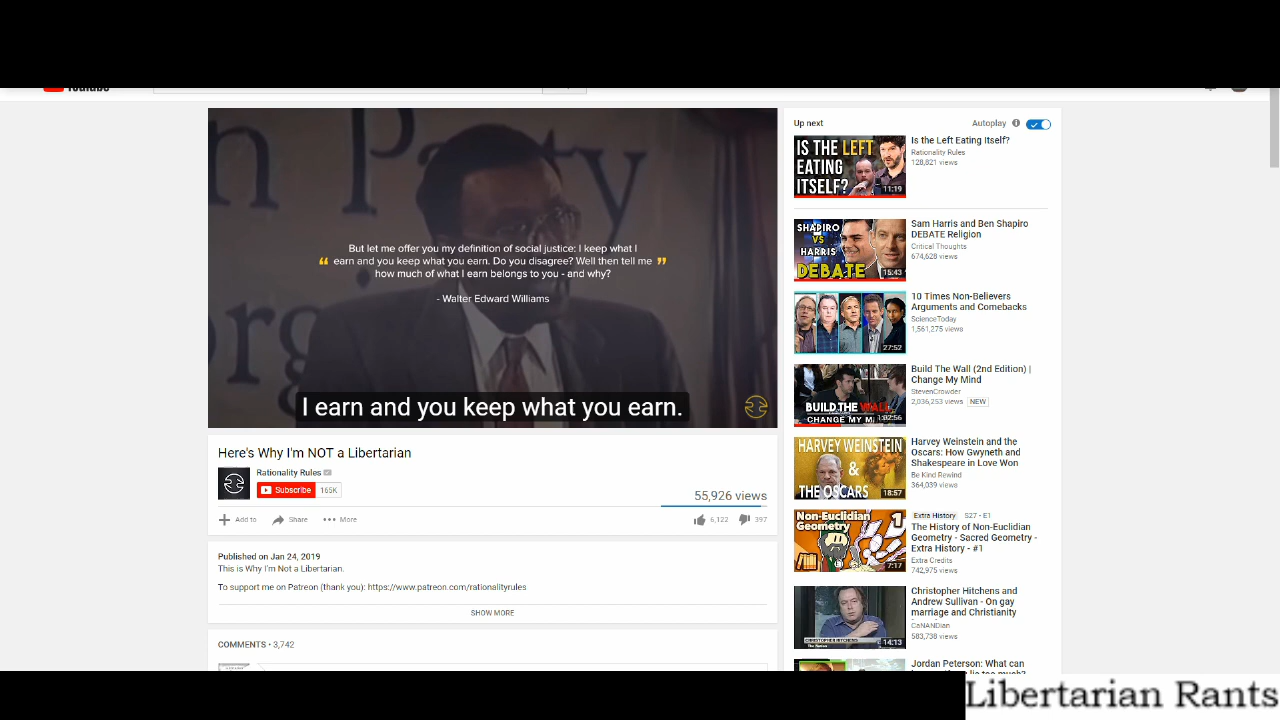 But let me offer you my definition of social justice: I keep what I
“ earn and you keep what you earn. Do you disagree? Well then tell me ”
how much of what I earn belongs to you - and why?
- Walter Edward Williams
I earn and you keep what you earn.
Here's Why I'm NOT a Libertarian
Rationality Rules
Subscribe 165K
55,926 views
Add to Share More
6,122 397
Published on Jan 24, 2019
This is Why I'm Not a Libertarian.
To support me on Patreon (thank you): https://www.patreon.com/rationalityrules
SHOW MORE
COMMENTS • 3,742
Up next Autoplay
IS THE LEFT
EATING
ITSELF?
11:19
Is the Left Eating Itself?
Rationality Rules
128,821 views
SHAPIRO
VS
HARRIS
DEBATE
15:43
Sam Harris and Ben Shapiro
DEBATE Religion
Critical Thoughts
674,628 views
27:52
10 Times Non-Believers
Arguments and Comebacks
ScienceToday
1,561,275 views
BUILD THE WALL
CHANGE MY
1:32:56
Build The Wall (2nd Edition) |
Change My Mind
StevenCrowder
2,036,253 views NEW
HARVEY WEINSTEIN
&
THE OSCARS
18:57
Harvey Weinstein and the
Oscars: How Gwyneth and
Shakespeare in Love Won
Be Kind Rewind
364,039 views
Non-Euclidian
Geometry
1
7:17
Extra History S27 • E1
The History of Non-Euclidian
Geometry - Sacred Geometry -
Extra History - #1
Extra Credits
742,975 views
14:13
Christopher Hitchens and
Andrew Sullivan - On gay
marriage and Christianity
CaNANDian
583,738 views
Jordan Peterson: What can
Libertarian Rants